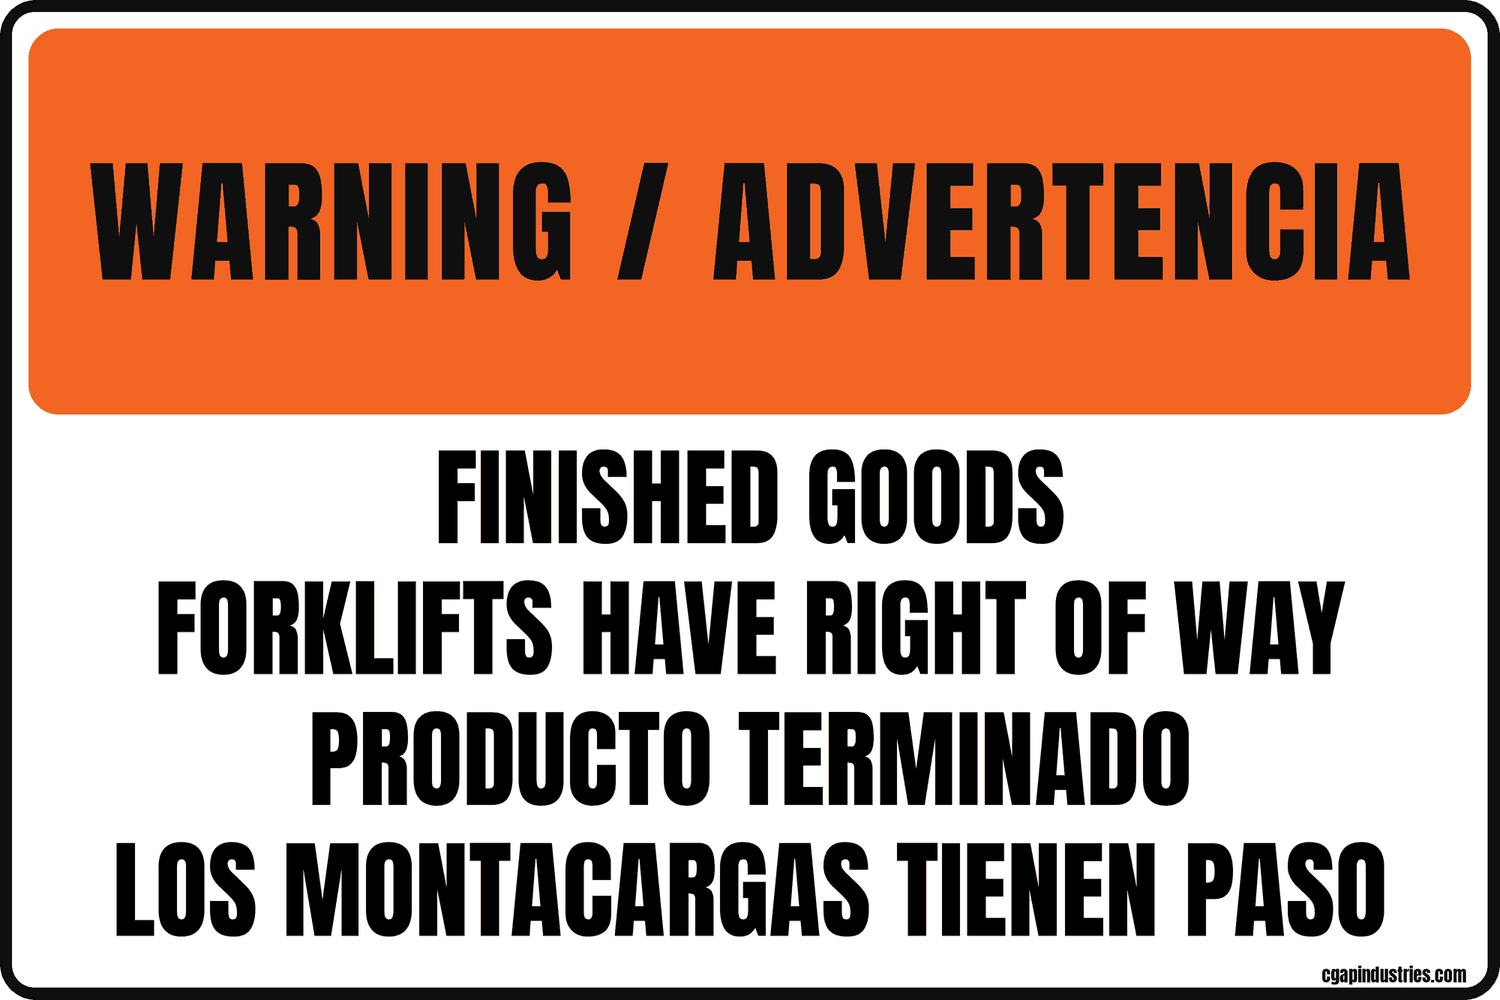 WARNING / ADVERTENCIA
FINISHED GOODS
FORKLIFTS HAVE RIGHT OF WAY
PRODUCTO TERMINADO
LOS MONTACARGAS TIENEN PASO
cgapindustries.com